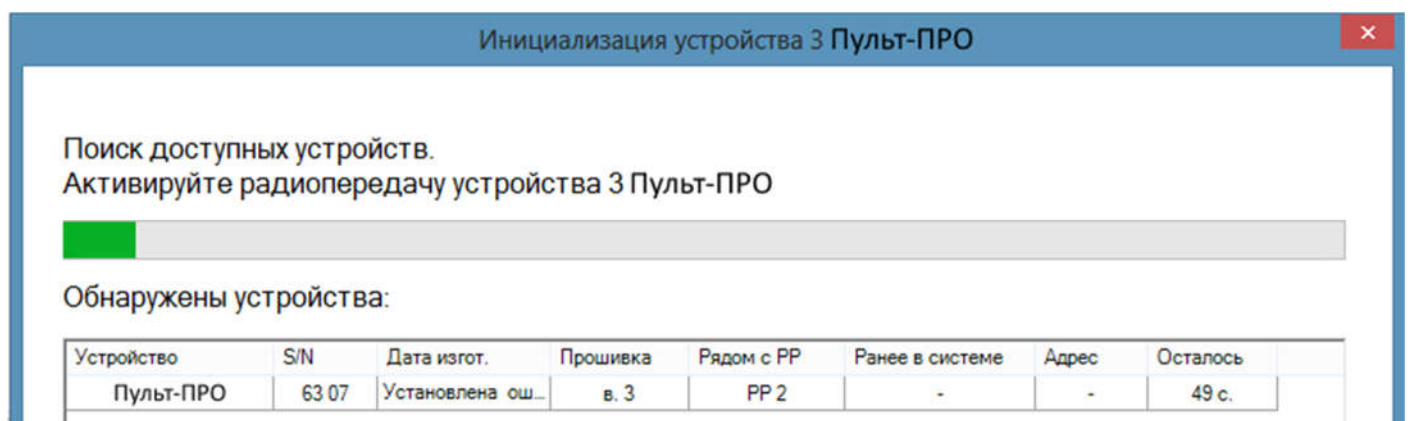 Инициализация устройства 3 Пульт-ПРО
Поиск доступных устройств.
Активируйте радиопередачу устройства 3 Пульт-ПРО
Обнаружены устройства:
Устройство S/N Дата изгот. Прошивка Рядом с РР Ранее в системе Адрес Осталось
Пульт-ПРО 63 07 Установлена ош... в. 3 РР 2 - - 49 с.